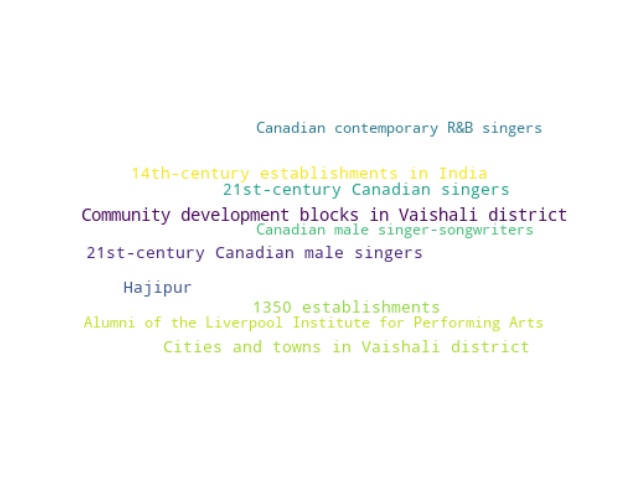 Canadian contemporary R&B singers
14th-century establishments in India
21st-century Canadian singers
Community development blocks in Vaishali district
Canadian male singer-songwriters
21st-century Canadian male singers
Hajipur
1350 establishments
Alumni of the Liverpool Institute for Performing Arts
Cities and towns in Vaishali district